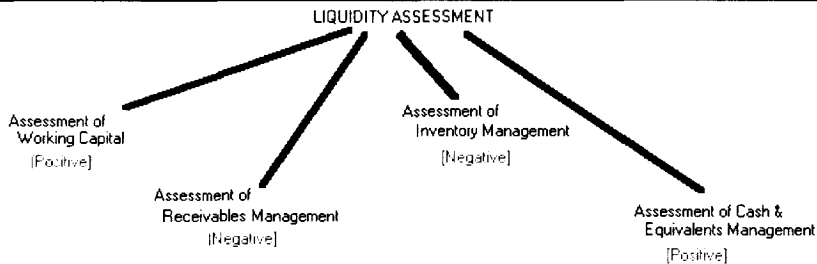 LIQUIDITY ASSESSMENT
Assessment of
Working Capital
[Positive]
Assessment of
Inventory Management
[Negative]
Assessment of
Receivables Management
[Negative]
Assessment of Cash &
Equivalents Management
[Positive]